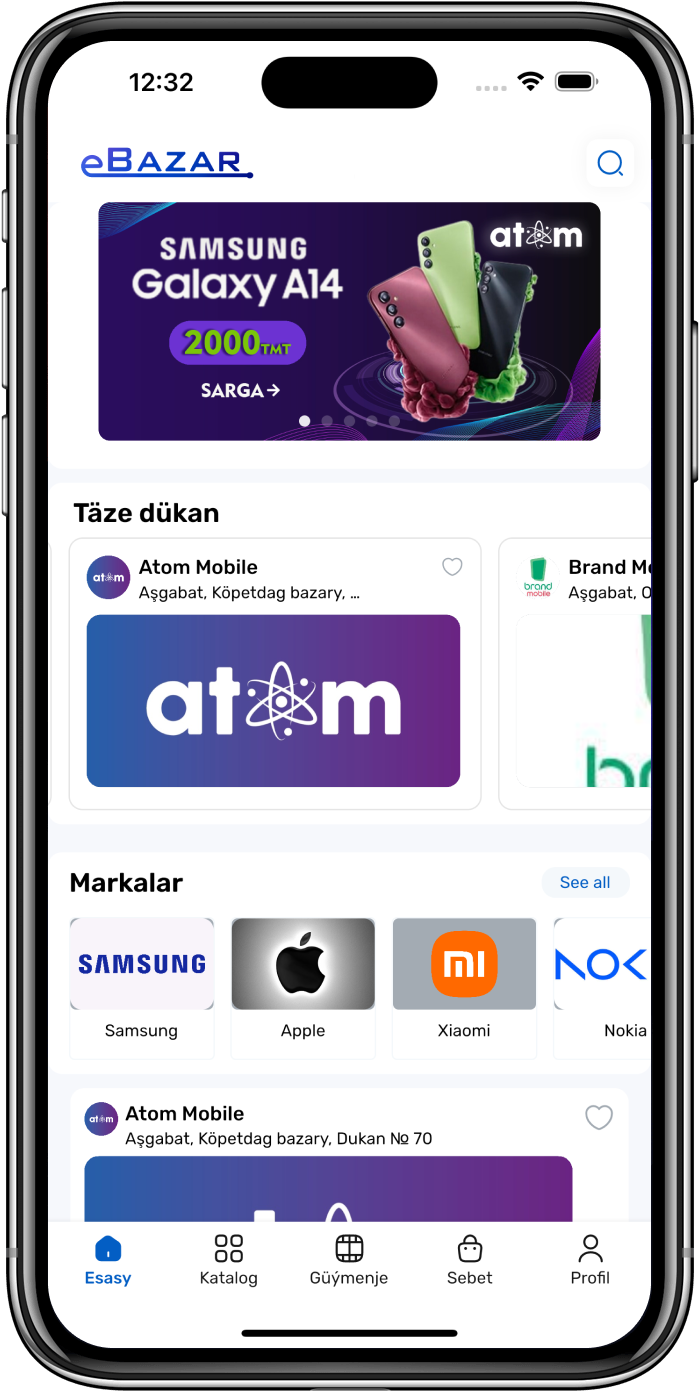 12:32
eBAZAR
SAMSUNG
Galaxy A14
atom
2000TMT
SARGA→
Täze dükan
atom
Atom Mobile
Aşgabat, Köpetdag bazary, ...
atom
brand
mobile
Brand Mo
Aşgabat, O
br
Markalar
See all
SAMSUNG
mi
NOK
Samsung
Apple
Xiaomi
Nokia
atom
Atom Mobile
Aşgabat, Köpetdag bazary, Dukan № 70
Esasy
Katalog
Güýmenje
Sebet
Profil